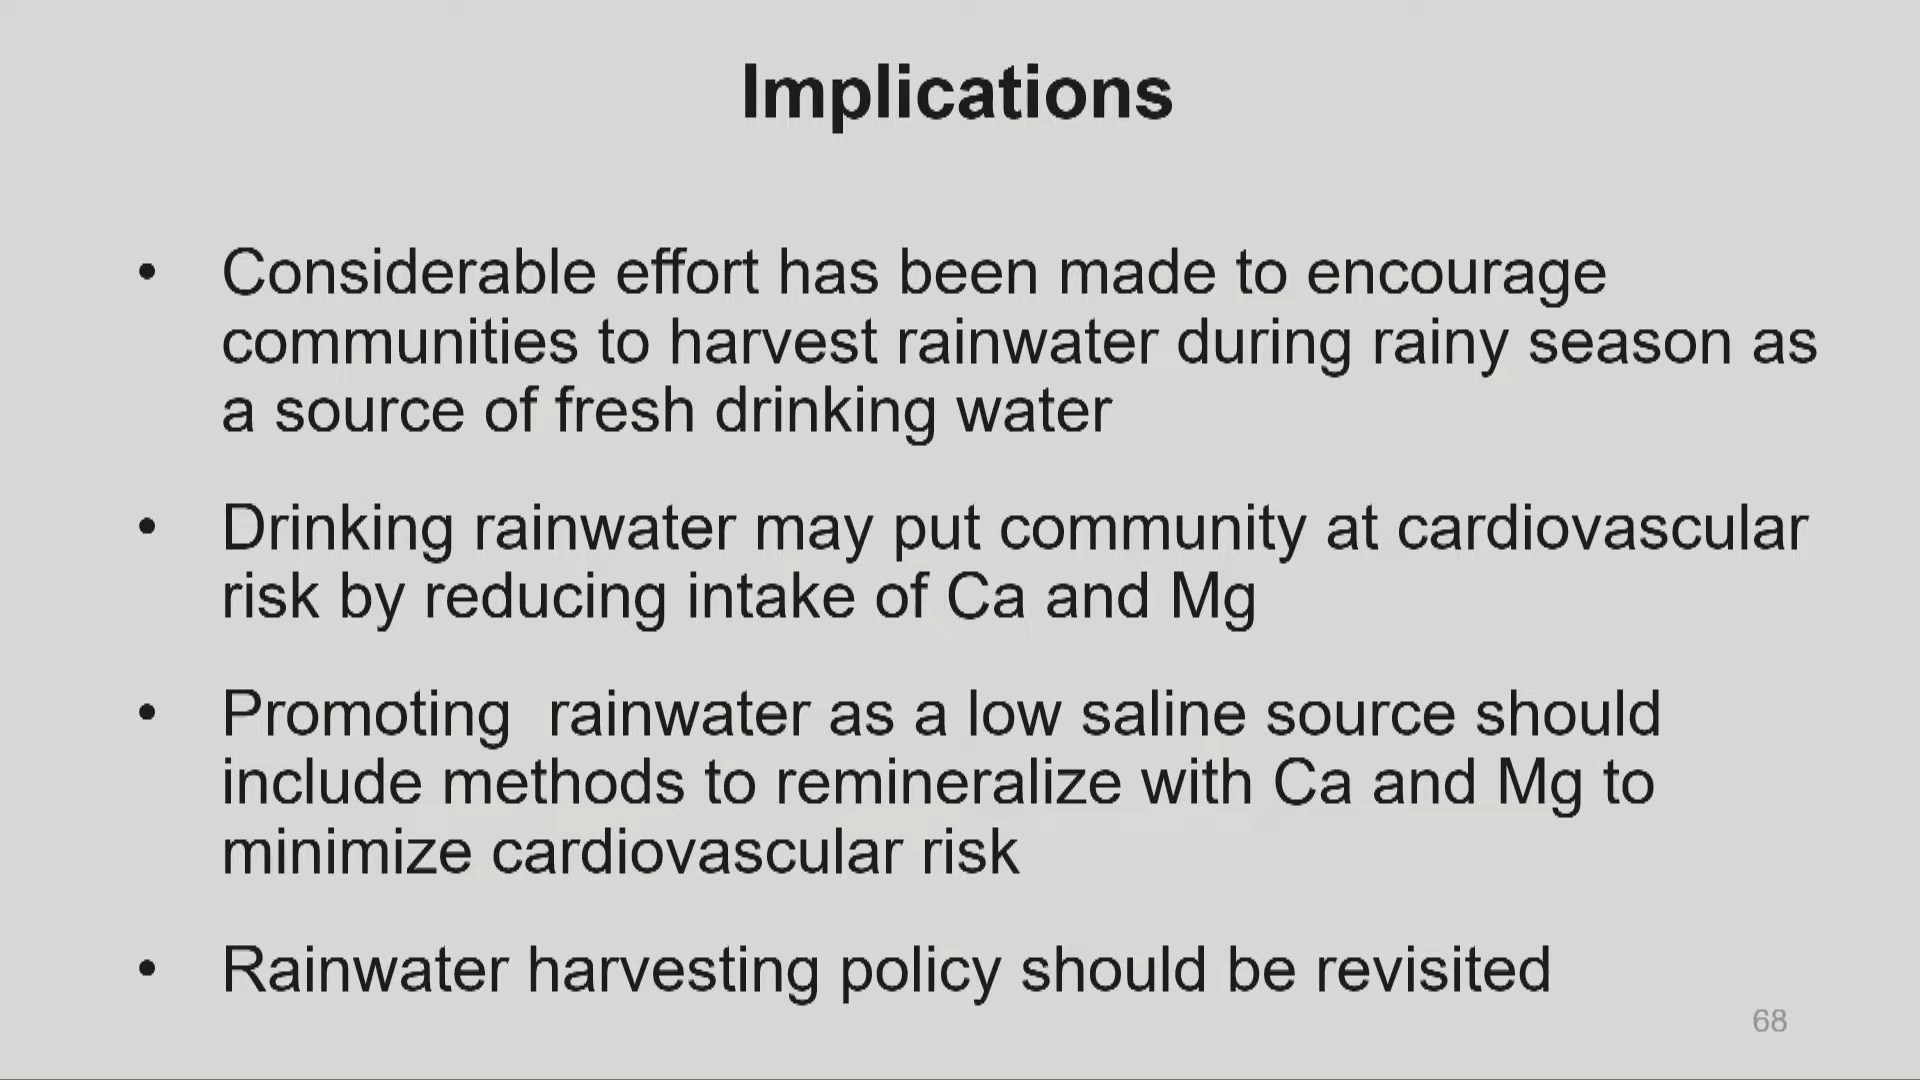 Implications
• Considerable effort has been made to encourage
communities to harvest rainwater during rainy season as
a source of fresh drinking water
• Drinking rainwater may put community at cardiovascular
risk by reducing intake of Ca and Mg
• Promoting  rainwater as a low saline source should
include methods to remineralize with Ca and Mg to
minimize cardiovascular risk
• Rainwater harvesting policy should be revisited
68